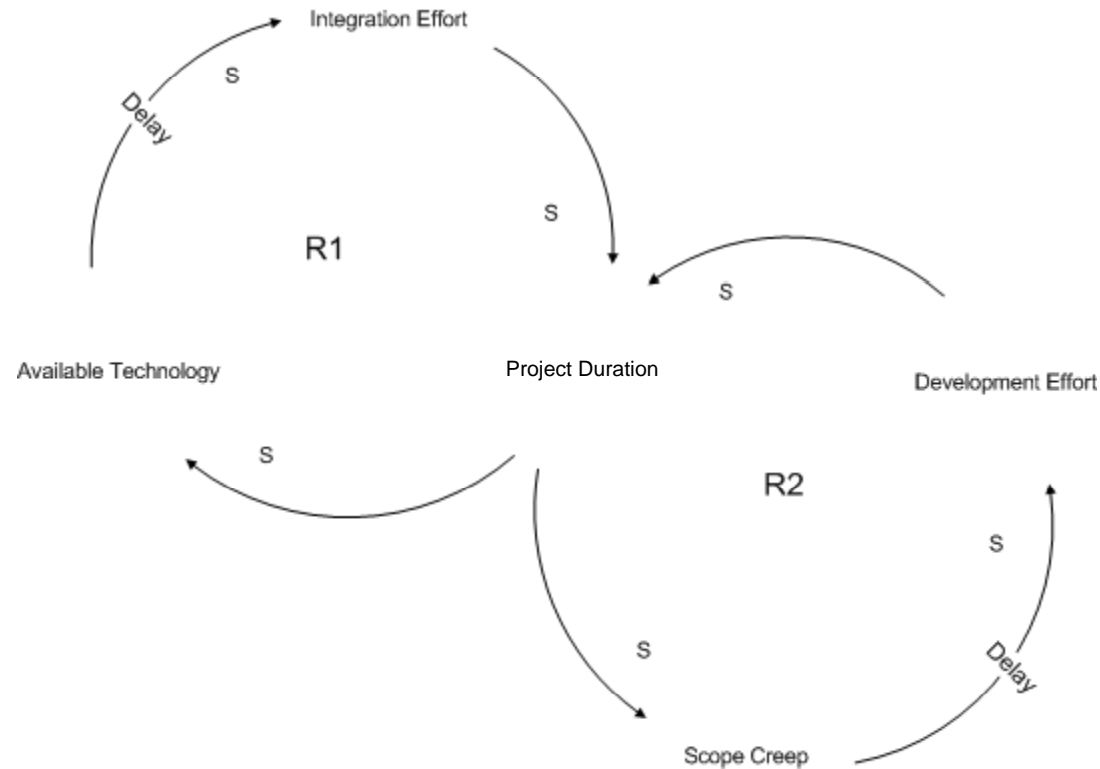 Integration Effort
S
Delay
S
R1
S
Available Technology
Project Duration
Development Effort
S
R2
S
S
Delay
Scope Creep